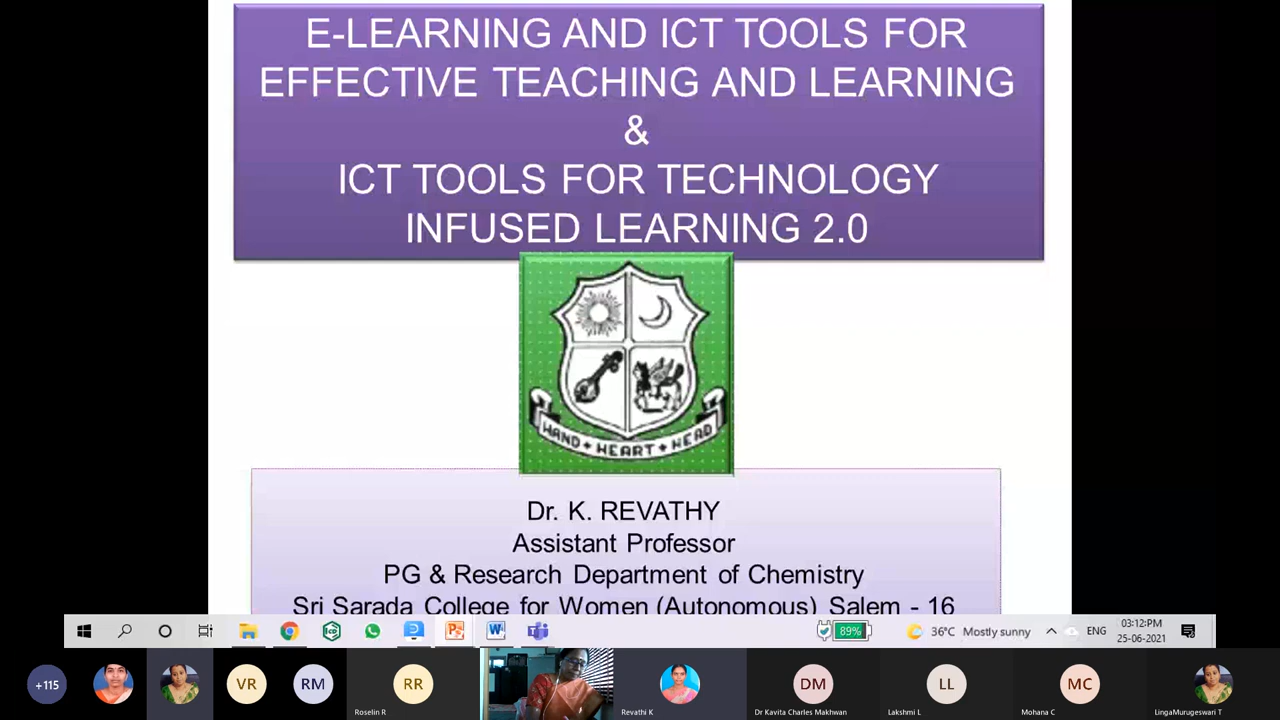 E-LEARNING AND ICT TOOLS FOR
EFFECTIVE TEACHING AND LEARNING
&
ICT TOOLS FOR TECHNOLOGY
INFUSED LEARNING 2.0
HAND + HEART + HEAD
Dr. K. REVATHY
Assistant Professor
PG & Research Department of Chemistry
Sri Sarada College for Women (Autonomous) Salem - 16
89%
36°C Mostly sunny
ENG
03:12:PM
25-06-2021
+115
VR
RM
RR
Roselin R
Revathi K
DM
Dr Kavita Charles Makhwan
LL
Lakshmi L
MC
Mohana C
LingaMurugeswari T